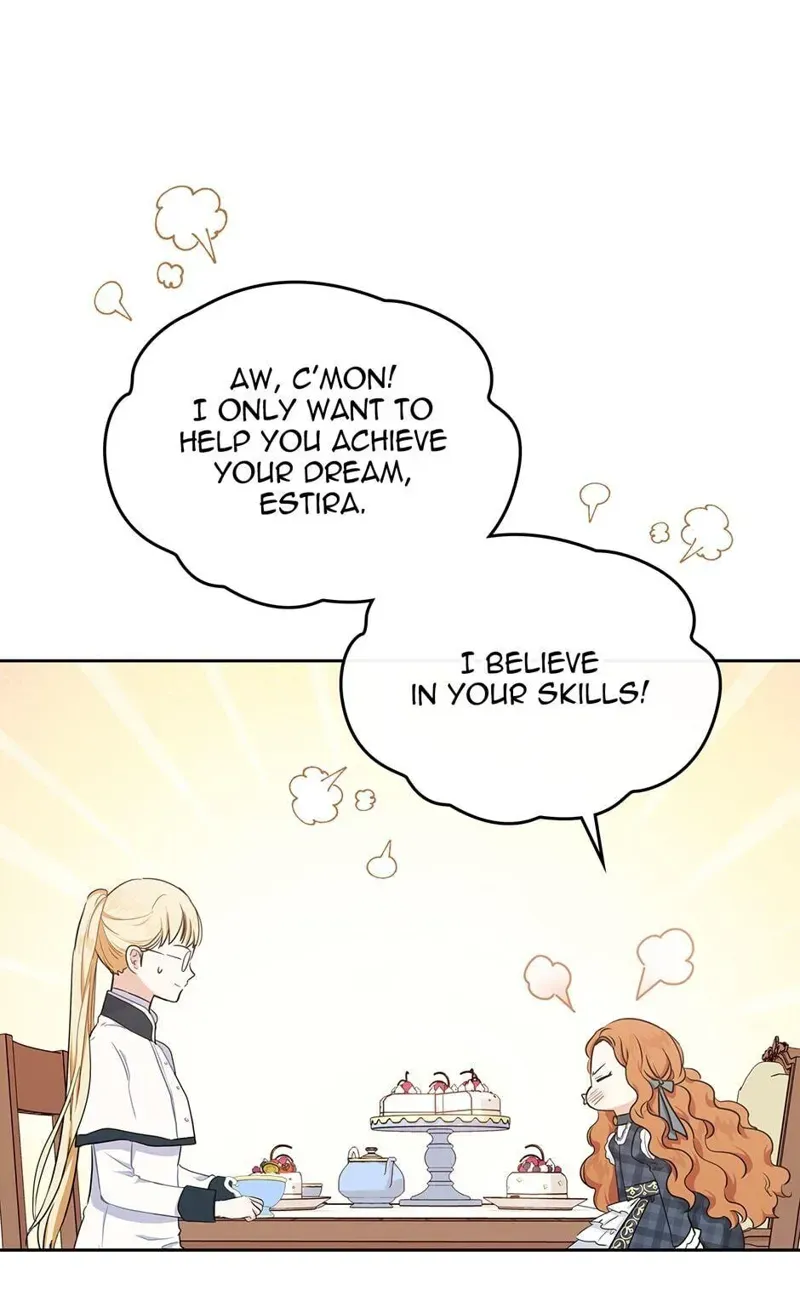 AW, C'MON!
I ONLY WANT TO
HELP YOU ACHIEVE
YOUR DREAM,
ESTIRA.
I BELIEVE
IN YOUR SKILLS!